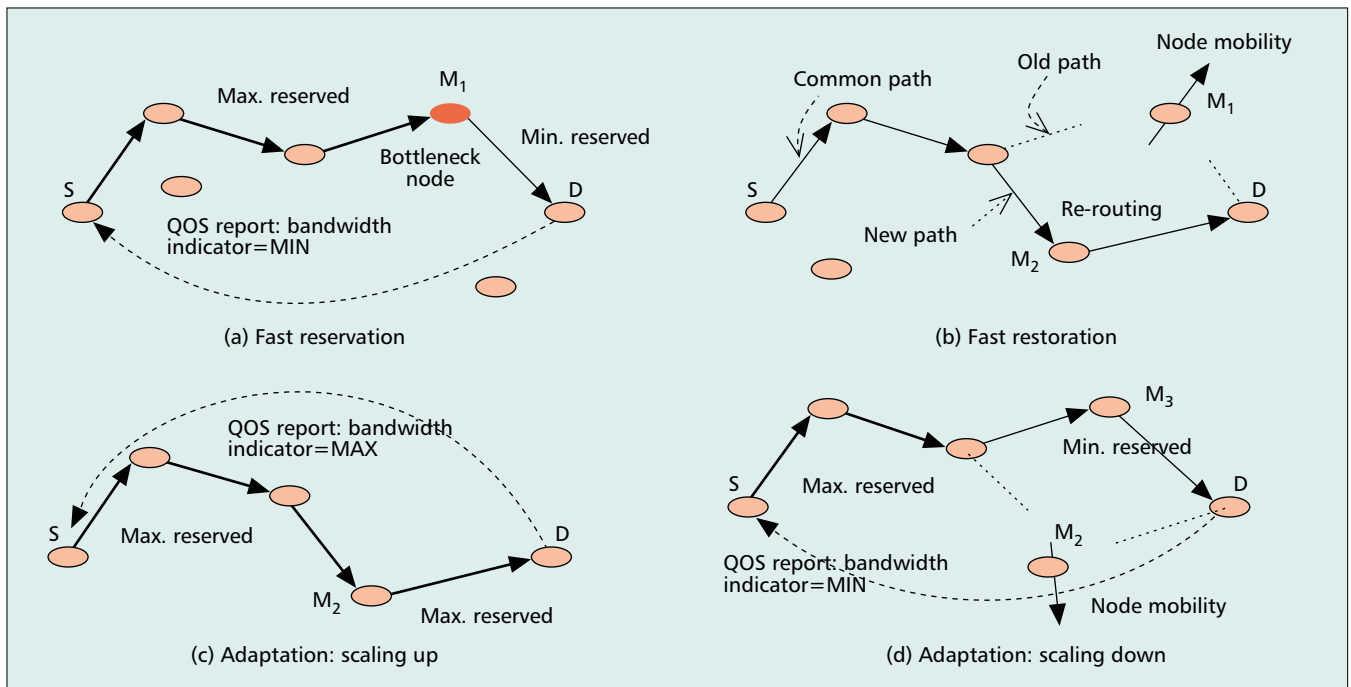 M1
Max. reserved
Min. reserved
Bottleneck
node
S
D
QOS report: bandwidth
indicator=MIN
(a) Fast reservation
Node mobility
Old path
Common path
M1
S
D
Re-routing
New path
M2
(b) Fast restoration
QOS report: bandwidth
indicator=MAX
S
D
Max. reserved
M2
Max. reserved
(c) Adaptation: scaling up
M3
Min. reserved
S
Max. reserved
D
M2
QOS report: bandwidth
indicator=MIN
Node mobility
(d) Adaptation: scaling down